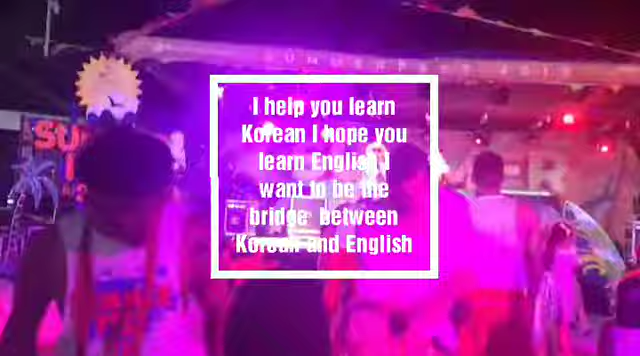 I help you learn
Korean I hope you
learn English I
want to be the
bridge between
Korean and English